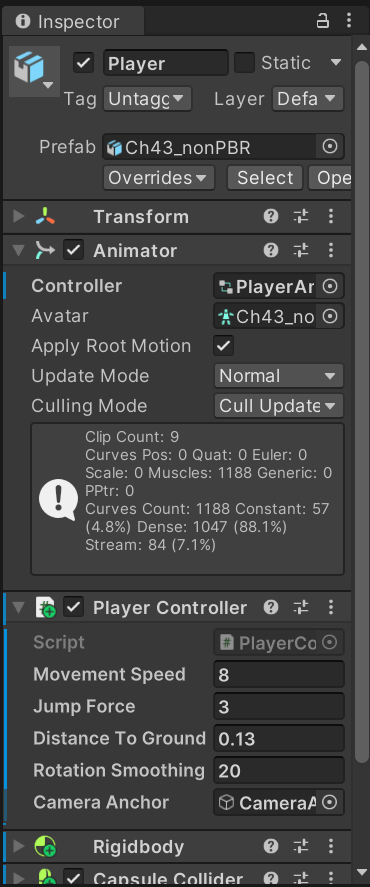 Inspector
Player Static
Tag Untagg Layer Defa
Prefab Ch43_nonPBR
Overrides Select Ope
Transform
Animator
Controller PlayerAr
Avatar Ch43_no
Apply Root Motion
Update Mode Normal
Culling Mode Cull Update
Clip Count: 9
Curves Pos: 0 Quat: 0 Euler: 0
Scale: 0 Muscles: 1188 Generic: 0
PPtr: 0
Curves Count: 1188 Constant: 57
(4.8%) Dense: 1047 (88.1%)
Stream: 84 (7.1%)
Player Controller
Script PlayerCo
Movement Speed 8
Jump Force 3
Distance To Ground 0.13
Rotation Smoothing 20
Camera Anchor CameraA
Rigidbody
Capsule Collider